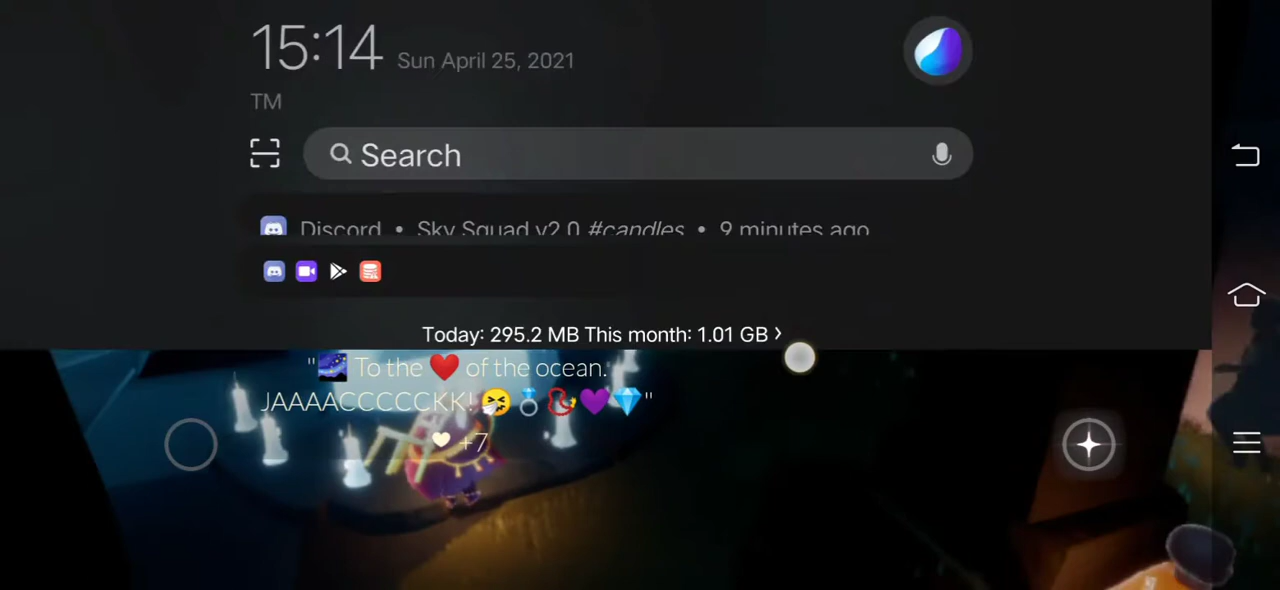 15:14 Sun April 25, 2021
TM
Search
Discord • Sky Squad v2.0 #candles • 9 minutes ago
Today: 295.2 MB This month: 1.01 GB ›
"🌌 To the ❤️ of the ocean.
JAAAACCCCCKK! 🤧💍📿💜💎"
♥ +7